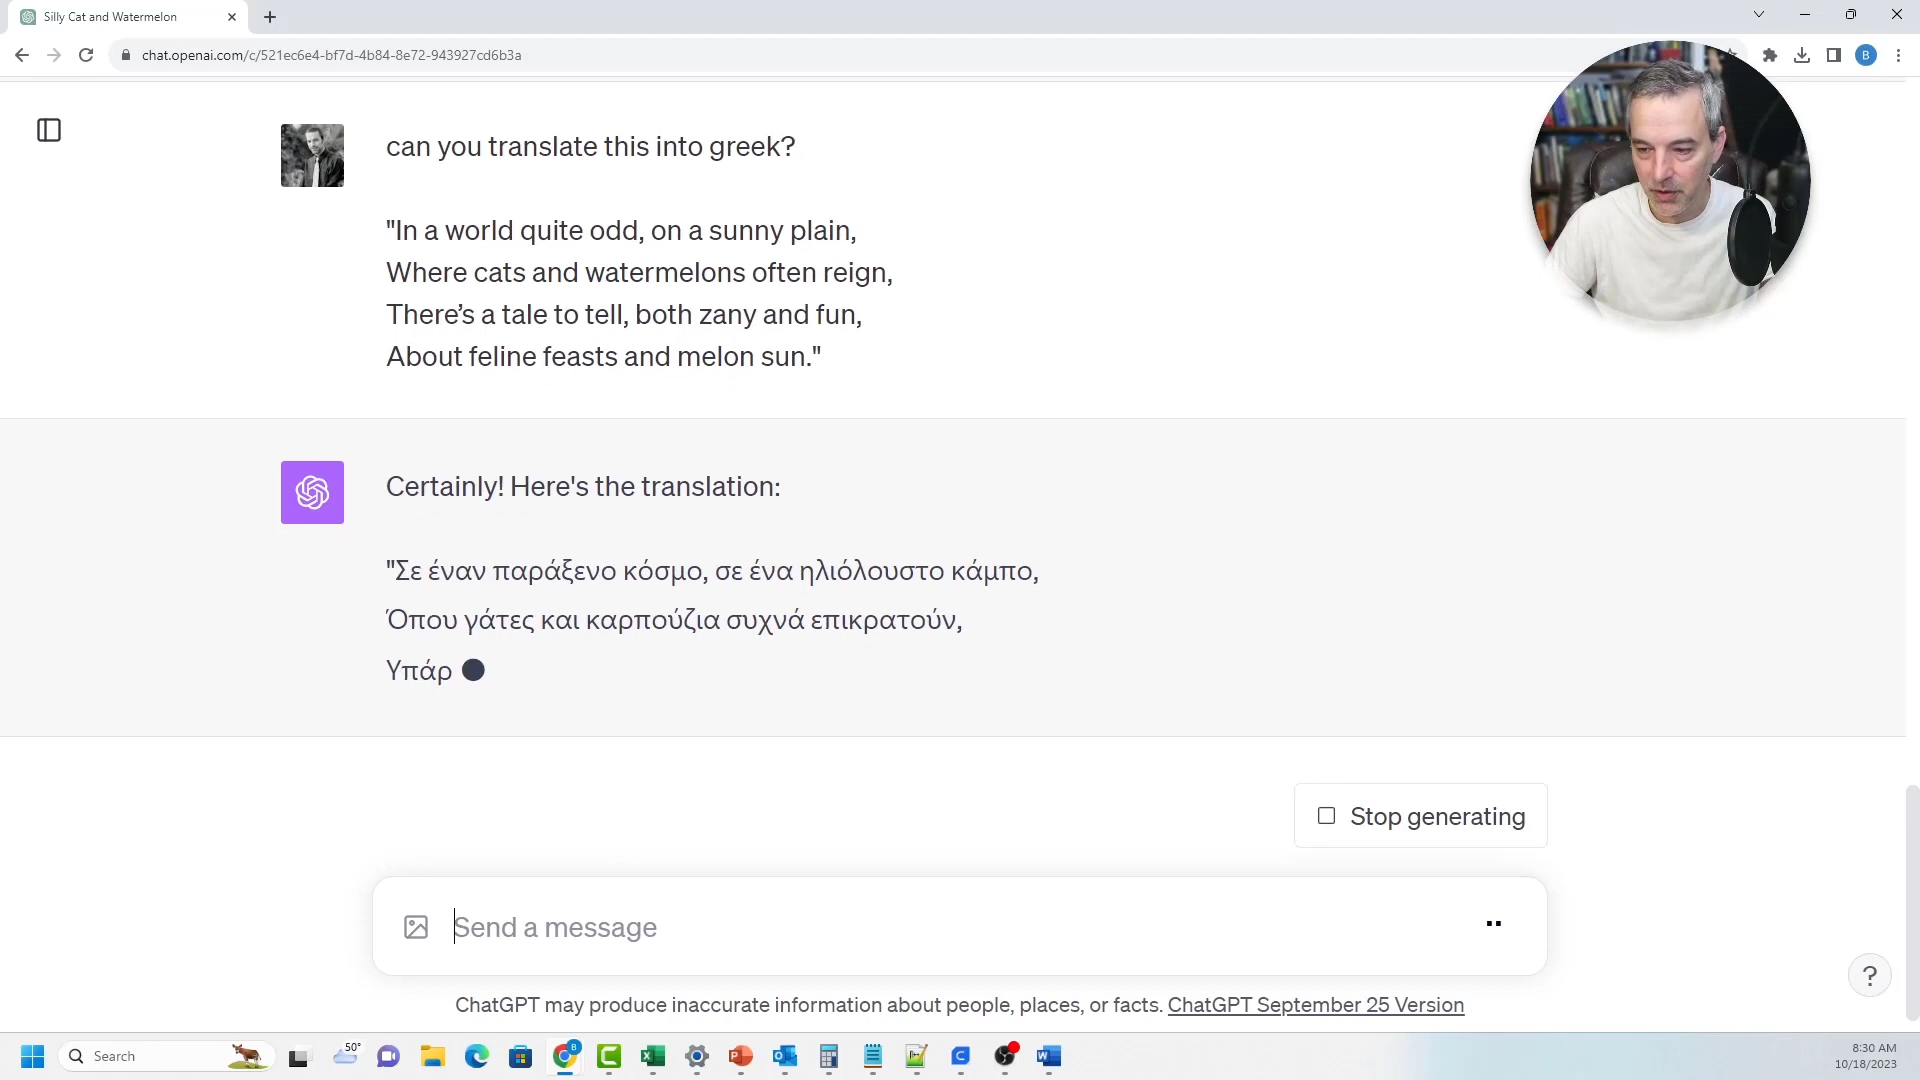 Silly Cat and Watermelon
chat.openai.com/c/521ec6e4-bf7d-4b84-8e72-943927cd6b3a
B
can you translate this into greek?
"In a world quite odd, on a sunny plain,
Where cats and watermelons often reign,
There’s a tale to tell, both zany and fun,
About feline feasts and melon sun."
Certainly! Here's the translation:
"Σε έναν παράξενο κόσμο, σε ένα ηλιόλουστο κάμπο,
Όπου γάτες και καρπούζια συχνά επικρατούν,
Υπάρ
Stop generating
Send a message
?
ChatGPT may produce inaccurate information about people, places, or facts. ChatGPT September 25 Version
Search
50°
8:30 AM
10/18/2023